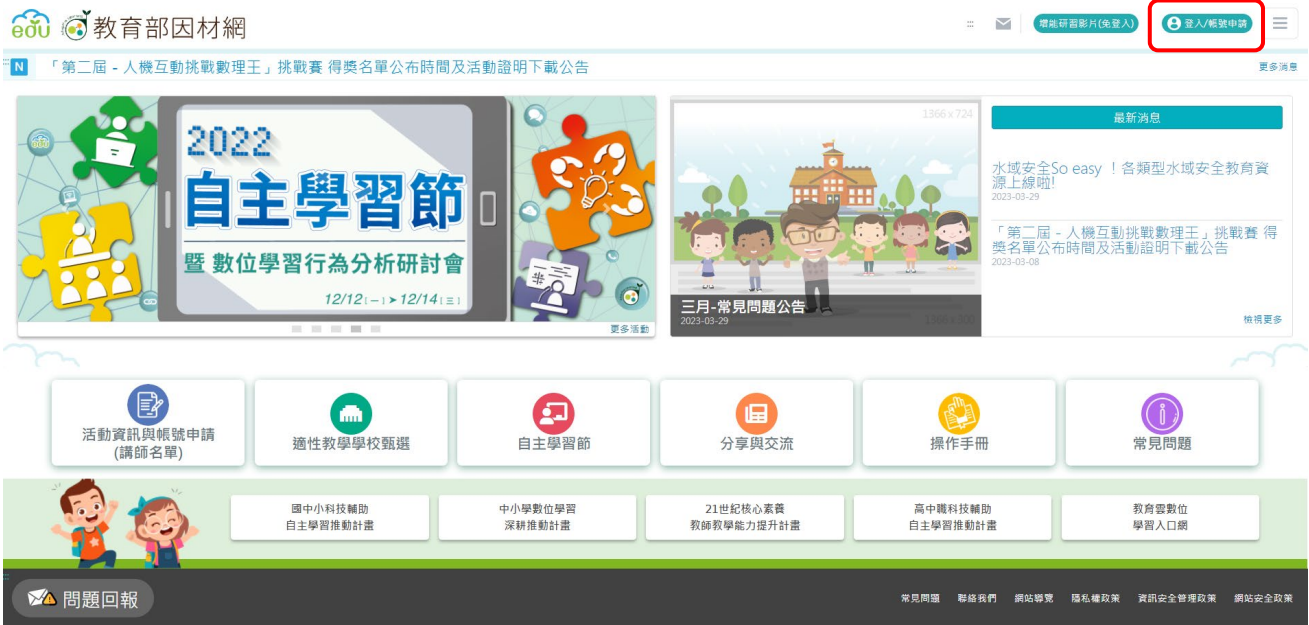 edu 教育部因材網
增能研習影片(免登入)
登入/帳號申請
N 「第二屆 - 人機互動挑戰數理王」挑戰賽 得獎名單公布時間及活動證明下載公告
更多消息
2022
自主學習節
暨 數位學習行為分析研討會
12/12(一)➤12/14(三)
更多活動
1366 x 724
三月-常見問題公告
2023-03-29
最新消息
水域安全So easy ！各類型水域安全教育資
源上線啦!
2023-03-29
「第二屆 - 人機互動挑戰數理王」挑戰賽 得
獎名單公布時間及活動證明下載公告
2023-03-08
檢視更多
活動資訊與帳號申請
(講師名單)
適性教學學校甄選
自主學習節
分享與交流
操作手冊
常見問題
國中小科技輔助
自主學習推動計畫
中小學數位學習
深耕推動計畫
21世紀核心素養
教師教學能力提升計畫
高中職科技輔助
自主學習推動計畫
教育雲數位
學習入口網
問題回報
常見問題 聯絡我們 網站導覽 隱私權政策 資訊安全管理政策 網站安全政策